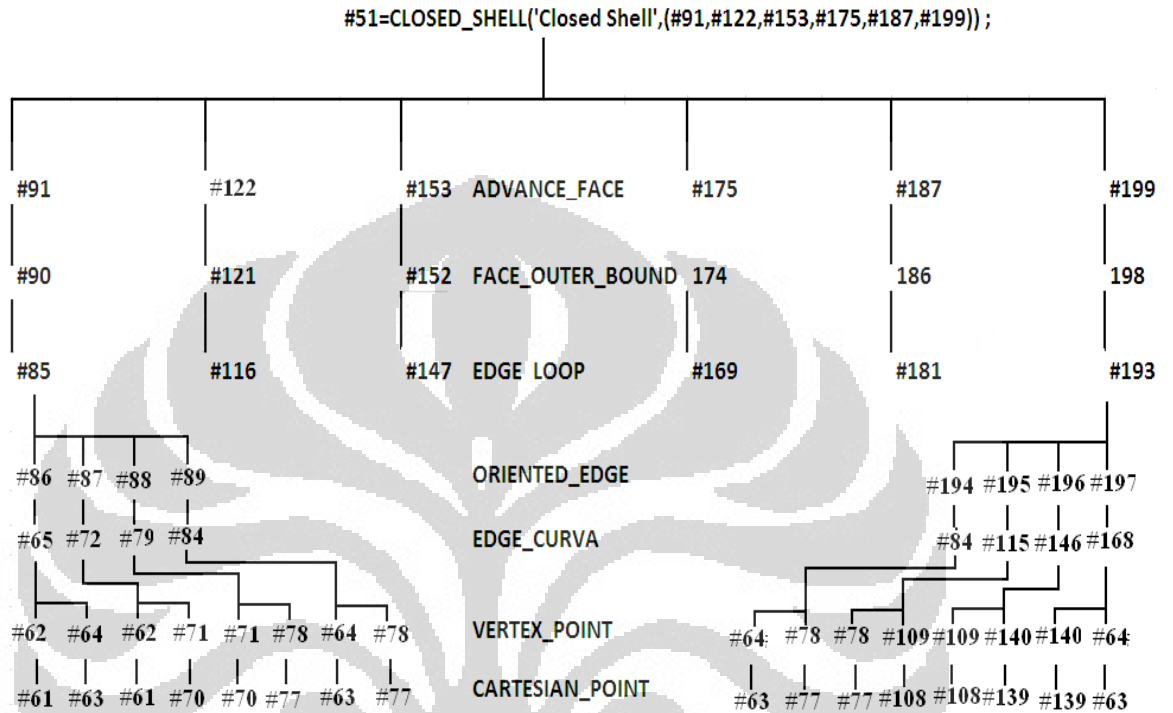 #51=CLOSED_SHELL('Closed Shell',(#91,#122,#153,#175,#187,#199)) ;
#91 #122 #153 ADVANCE_FACE #175 #187 #199
#90 #121 #152 FACE_OUTER_BOUND 174 186 198
#85 #116 #147 EDGE LOOP #169 #181 #193
#86 #87 #88 #89 ORIENTED_EDGE #194 #195 #196 #197
#65 #72 #79 #84 EDGE_CURVA #84 #115 #146 #168
#62 #64 #62 #71 #71 #78 #64 #78 VERTEX_POINT #64: #78 #78 #109 #109 #140 #140 #64:
#61 #63 #61 #70 #70 #77 #63 #77 CARTESIAN_POINT #63 #77 #77 #108 #108 #139 #139 #63